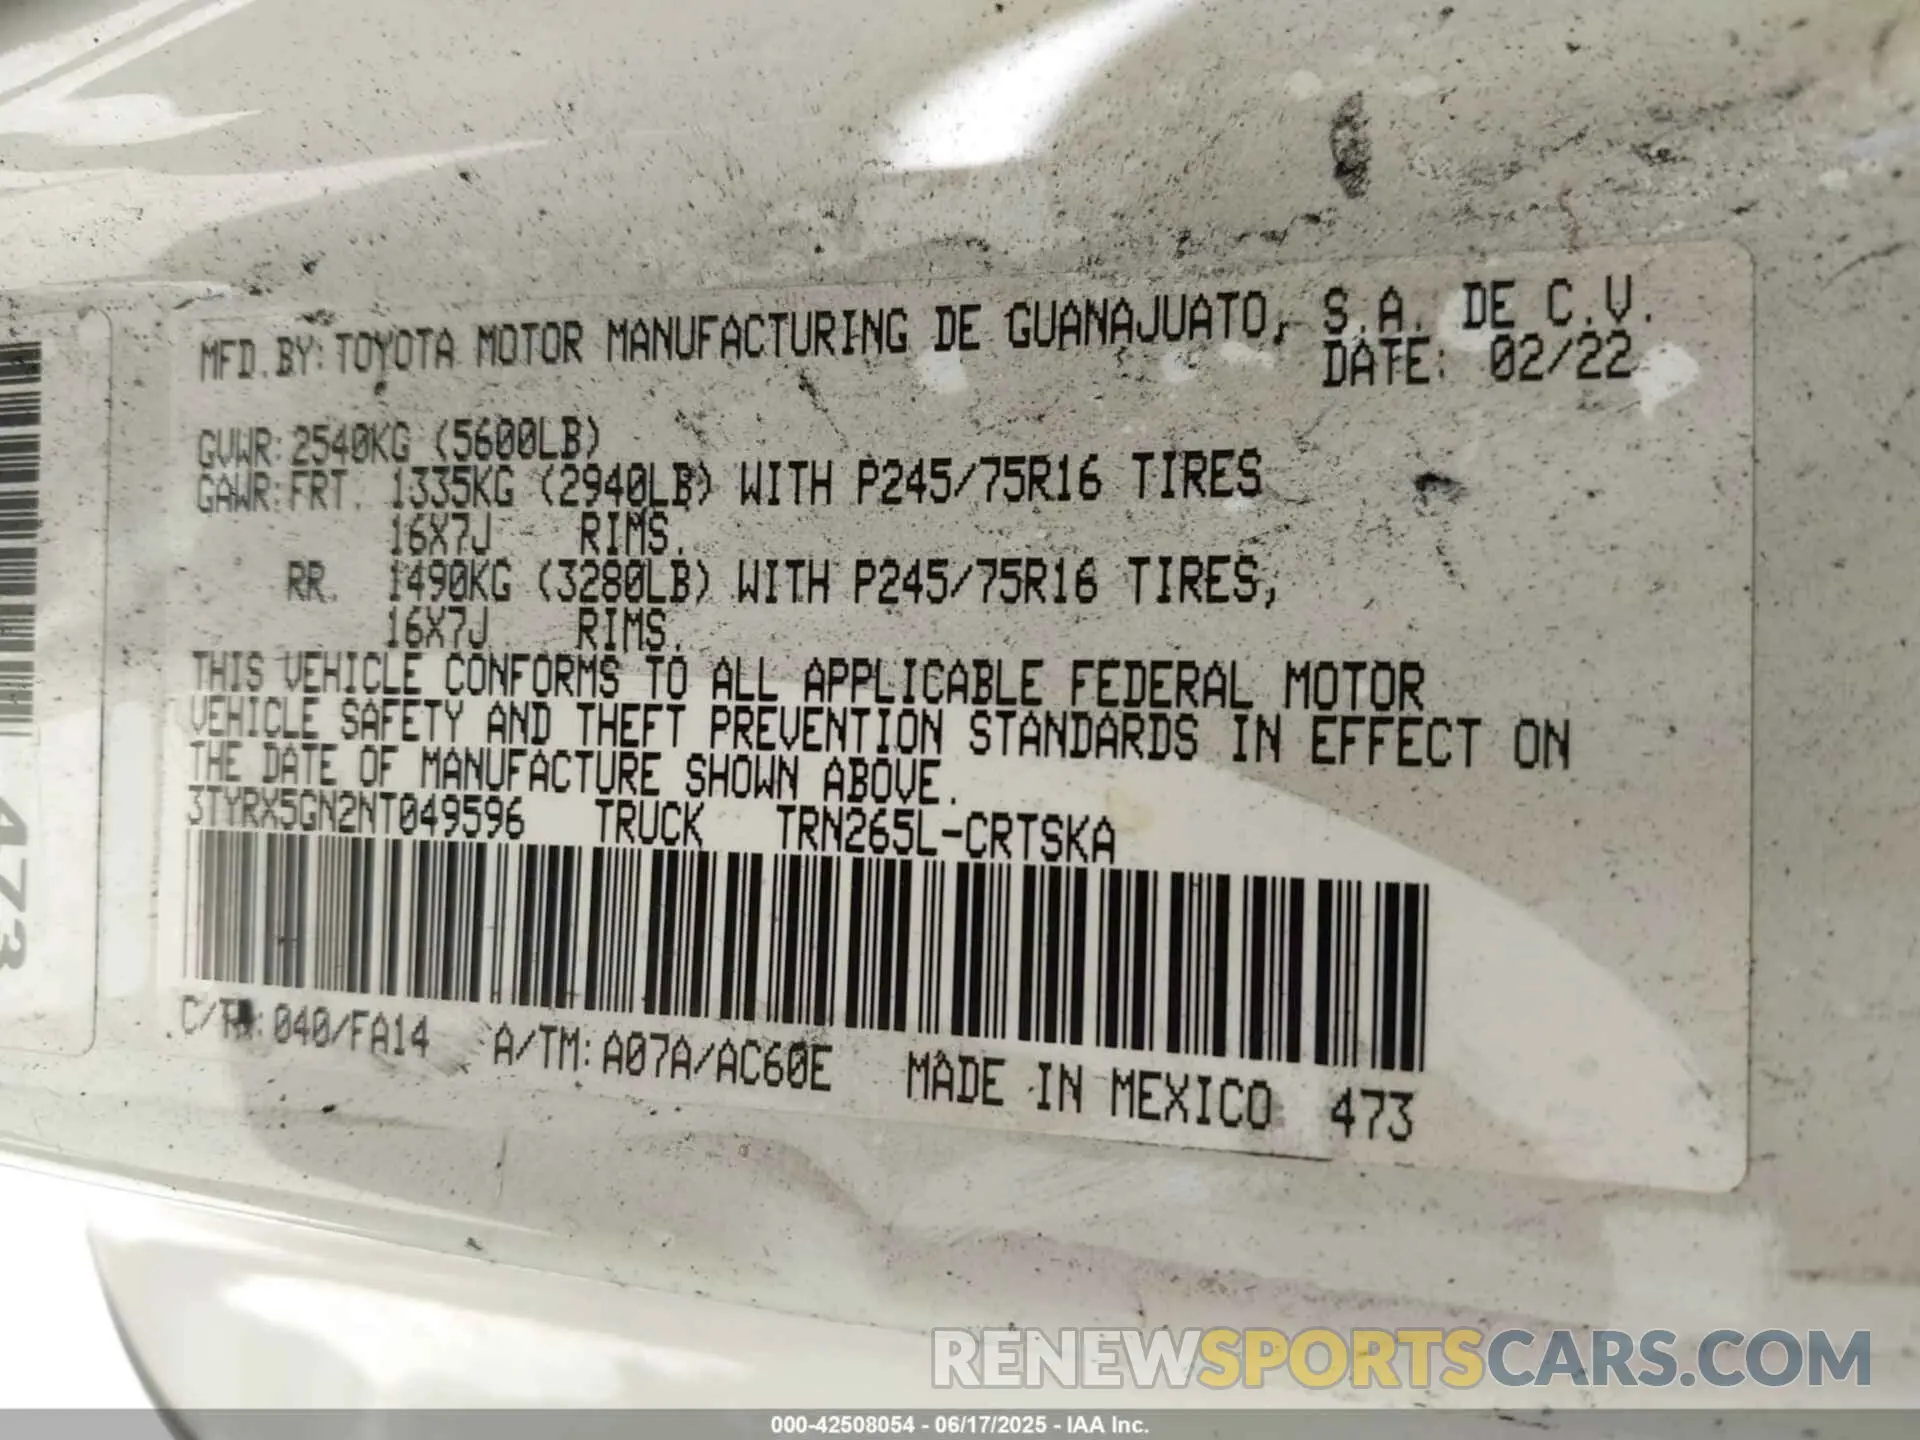 MFD.BY:TOYOTA MOTOR MANUFACTURING DE GUANAJUATO, S.A. DE C.V.
DATE: 02/22
GVWR:2540KG (5600LB)
GAWR:FRT. 1335KG (2940LB) WITH P245/75R16 TIRES
16X7J RIMS.
RR. 1490KG (3280LB) WITH P245/75R16 TIRES,
16X7J RIMS.
THIS VEHICLE CONFORMS TO ALL APPLICABLE FEDERAL MOTOR
VEHICLE SAFETY AND THEFT PREVENTION STANDARDS IN EFFECT ON
THE DATE OF MANUFACTURE SHOWN ABOVE.
3TYRX5GN2NT049596 TRUCK TRN265L-CRTSKA
C/TR:040/FA14 A/TM:A07A/AC60E MADE IN MEXICO 473
473
RENEWSPORTSCARS.COM
000-42508054 - 06/17/2025 - IAA Inc.